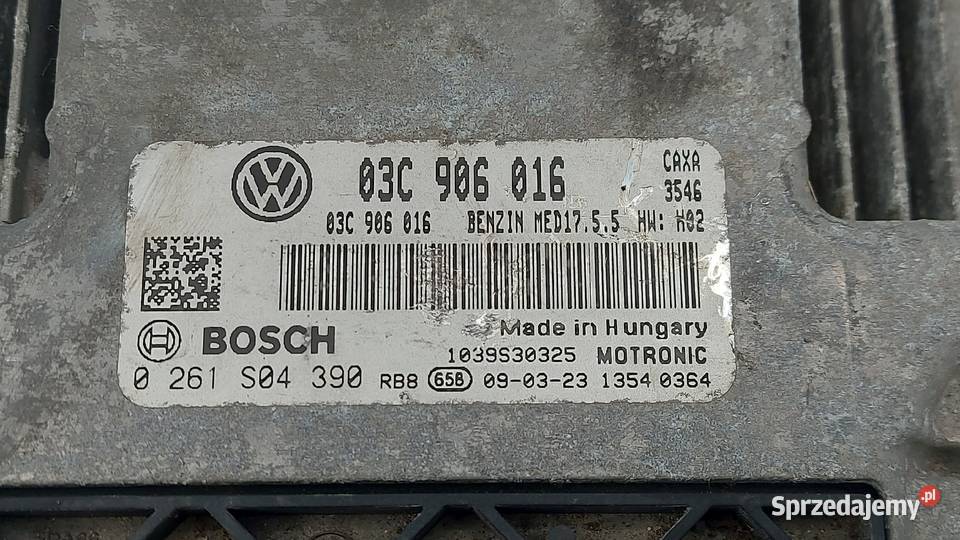 03C 906 016
CAXA
3546
03C 906 016 BENZIN MED17.5.5 HW: H02
BOSCH
Made in Hungary
1039S30325 MOTRONIC
0 261 S04 390 RB8 658 09-03-23 1354 0364
Sprzedajemy.pl